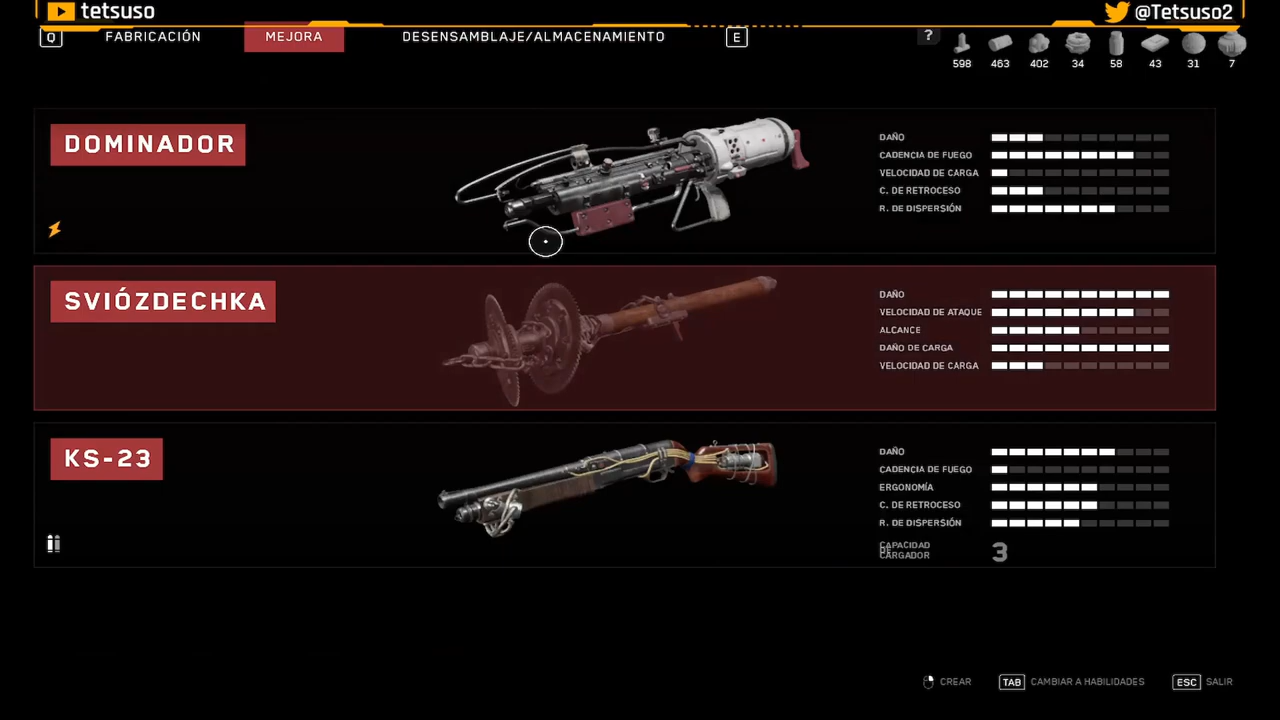 tetsuso
@Tetsuso2
Q FABRICACIÓN MEJORA DESENSAMBLAJE/ALMACENAMIENTO E ?
598 463 402 34 58 43 31 7
DOMINADOR
DAÑO
CADENCIA DE FUEGO
VELOCIDAD DE CARGA
C. DE RETROCESO
R. DE DISPERSIÓN
SVIÓZDECHKA
DAÑO
VELOCIDAD DE ATAQUE
ALCANCE
DAÑO DE CARGA
VELOCIDAD DE CARGA
KS-23
DAÑO
CADENCIA DE FUEGO
ERGONOMÍA
C. DE RETROCESO
R. DE DISPERSIÓN
CAPACIDAD
DE
CARGADOR
3
CREAR TAB CAMBIAR A HABILIDADES ESC SALIR